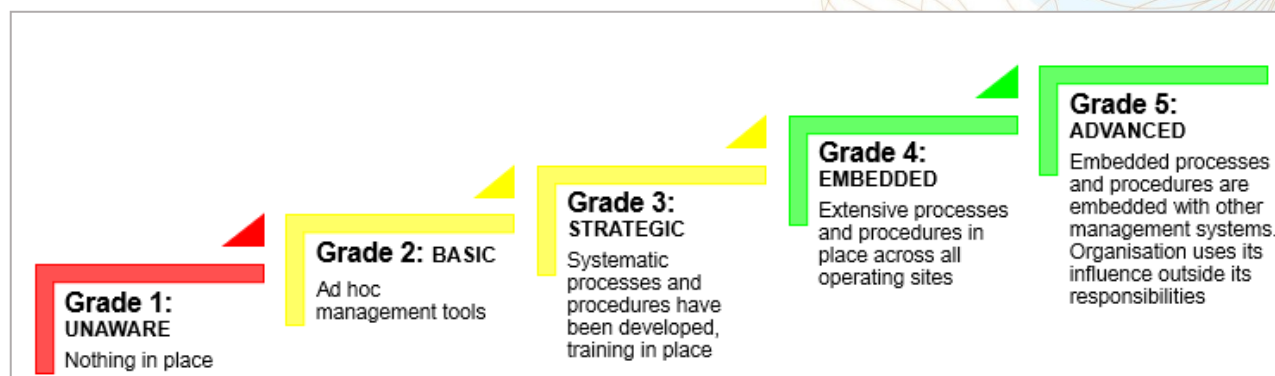 Grade 1:
UNAWARE
Nothing in place
Grade 2: BASIC
Ad hoc
management tools
Grade 3:
STRATEGIC
Systematic
processes and
procedures have
been developed,
training in place
Grade 4:
EMBEDDED
Extensive processes
and procedures in
place across all
operating sites
Grade 5:
ADVANCED
Embedded processes
and procedures are
embedded with other
management systems.
Organisation uses its
influence outside its
responsibilities